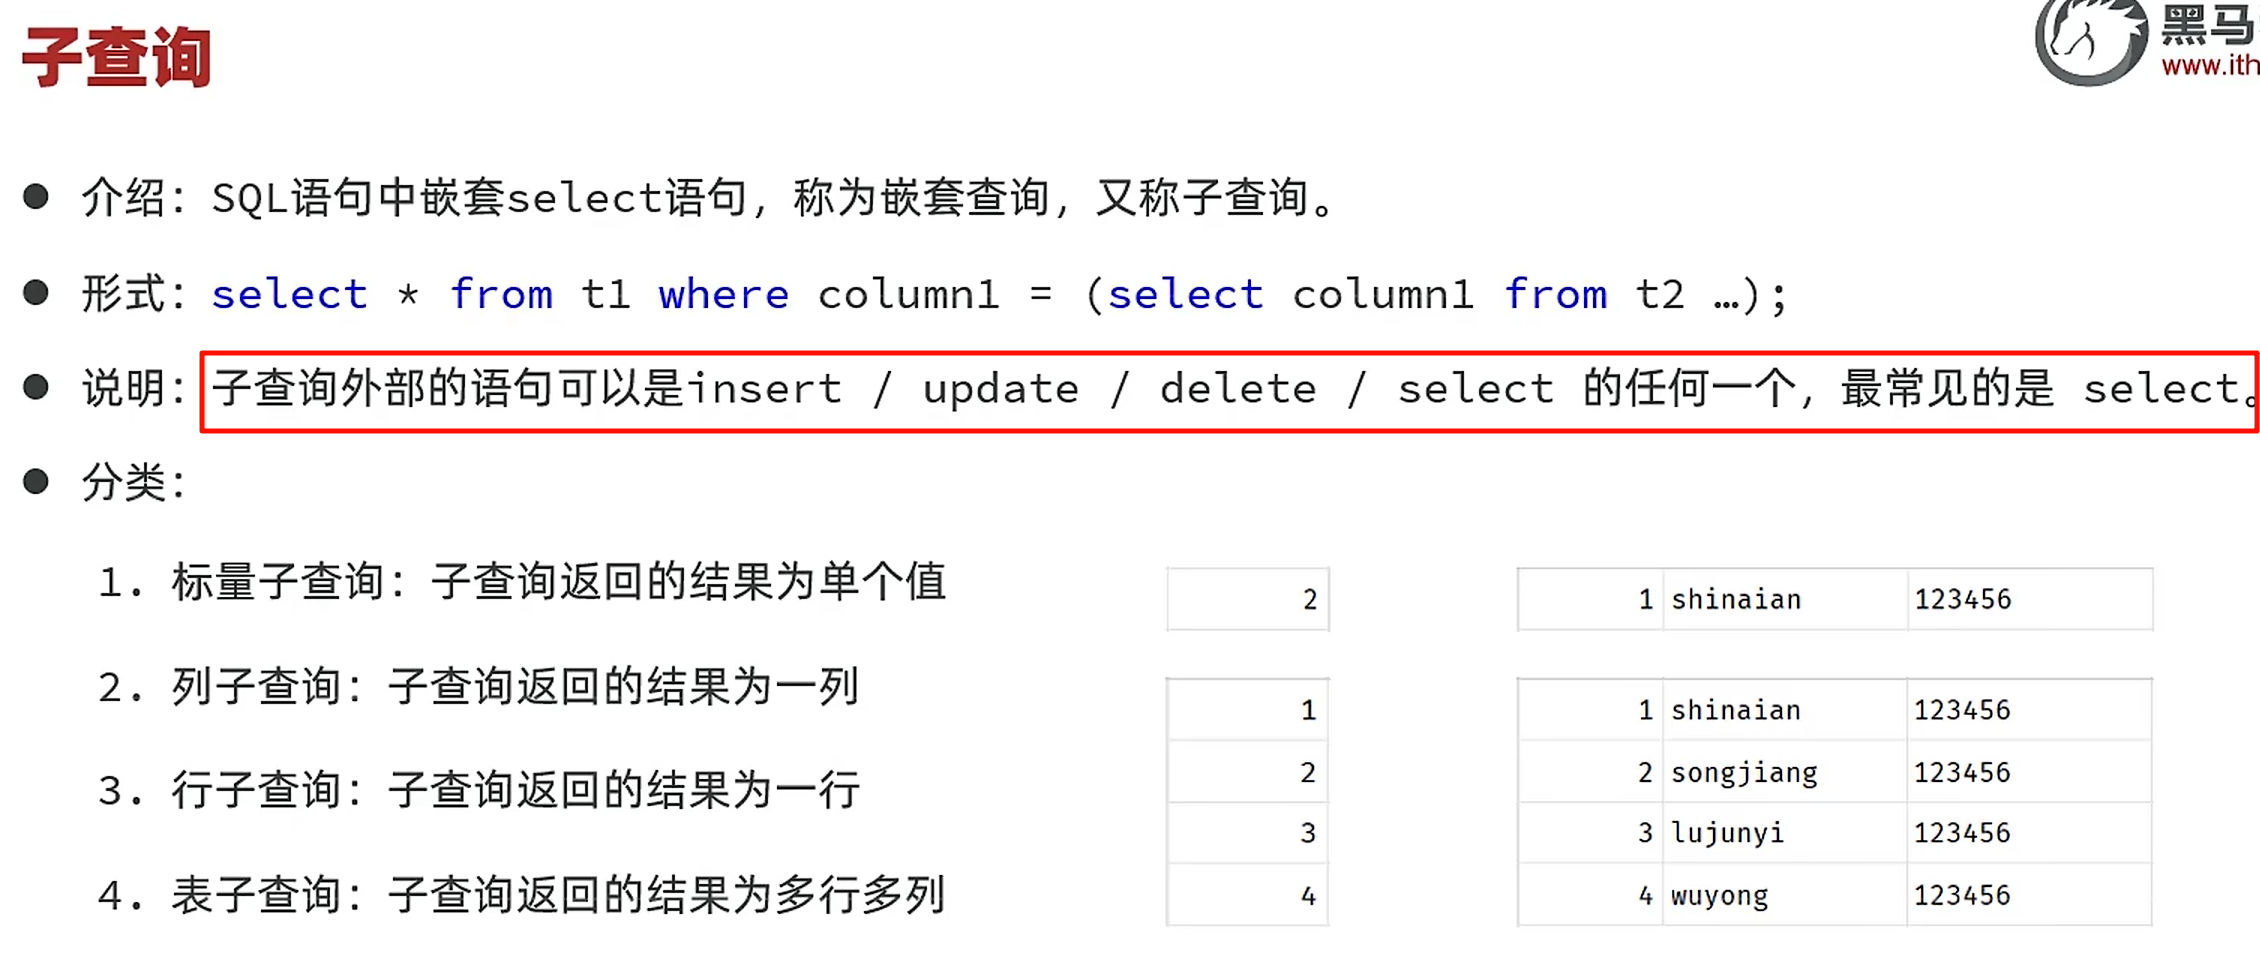 子查询
黑马
www.ith
介绍：SQL语句中嵌套select语句，称为嵌套查询，又称子查询。
形式：select * from t1 where column1 = (select column1 from t2 …);
说明：子查询外部的语句可以是insert / update / delete / select 的任何一个，最常见的是 select。
分类：
1. 标量子查询：子查询返回的结果为单个值
2. 列子查询：子查询返回的结果为一列
3. 行子查询：子查询返回的结果为一行
4. 表子查询：子查询返回的结果为多行多列
2
1
2
3
4
1 shinaian 123456
1 shinaian 123456
2 songjiang 123456
3 lujunyi 123456
4 wuyong 123456